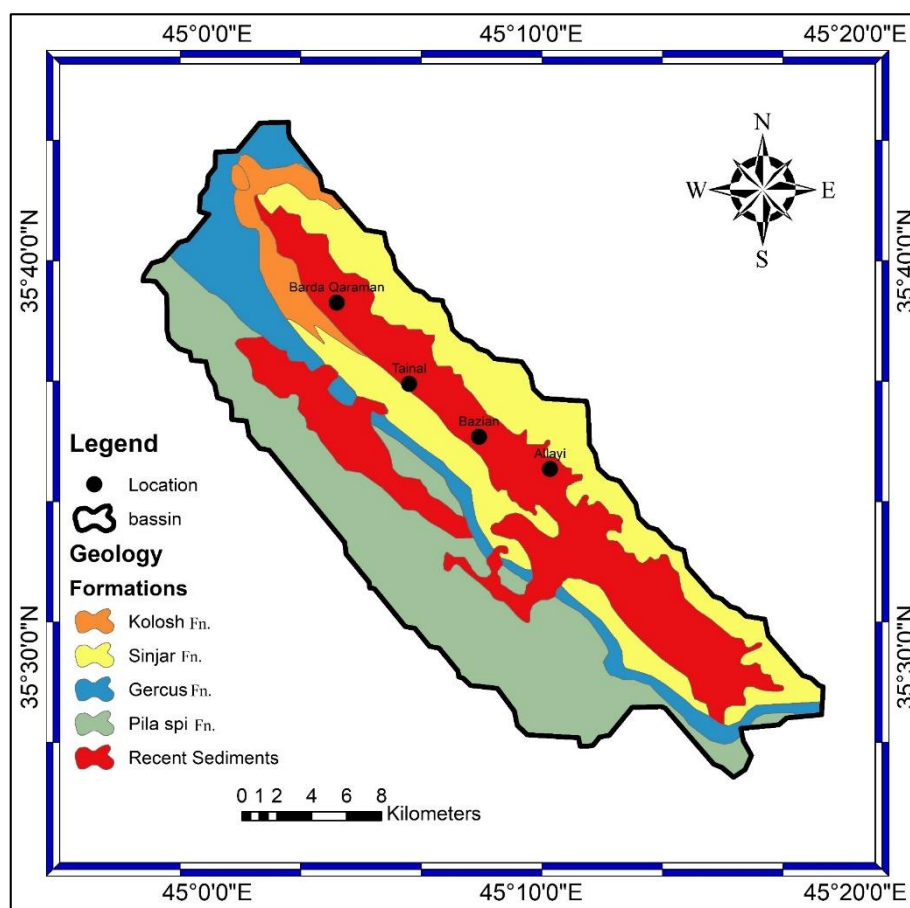 45°0'0"E 45°10'0"E 45°20'0"E
N
W E
S
35°40'0"N 35°40'0"N
Barda Qaraman
Tainal
Bazian
Allayi
Legend
Location
bassin
Geology
Formations
Kolosh Fn.
Sinjar Fn.
Gercus Fn.
Pila spi Fn.
Recent Sediments
35°30'0"N 35°30'0"N
0 1 2 4 6 8
Kilometers
45°0'0"E 45°10'0"E 45°20'0"E